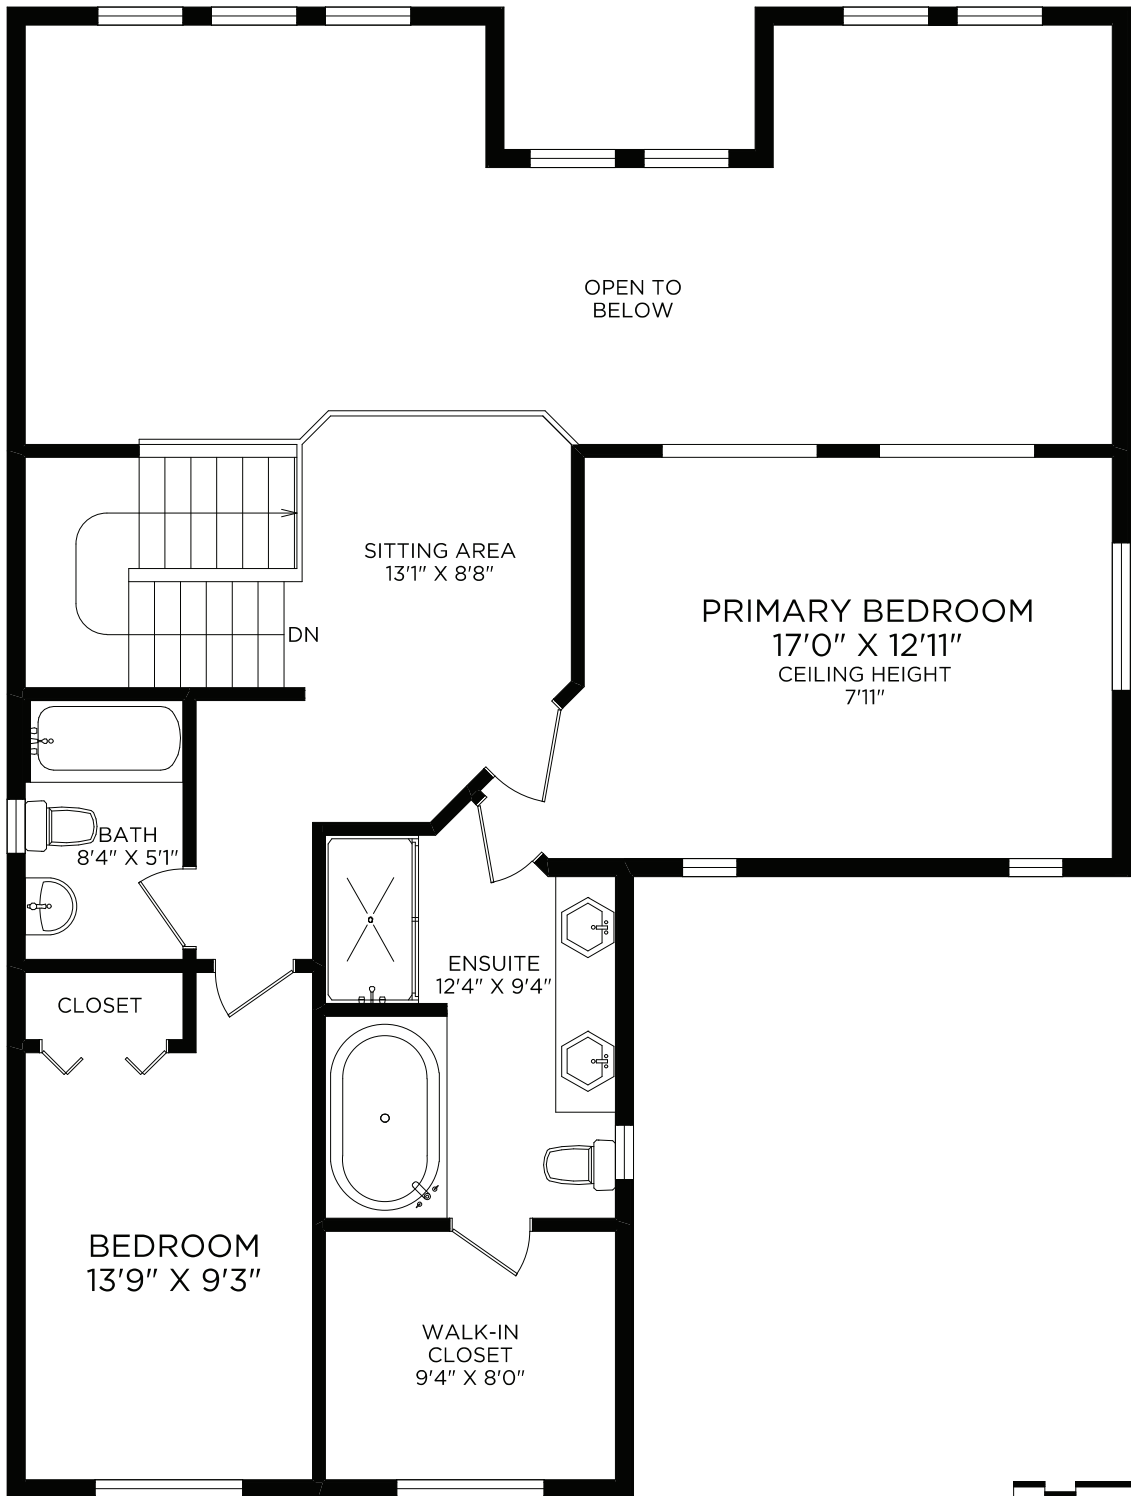 OPEN TO
BELOW
SITTING AREA
13'1" X 8'8"
DN
PRIMARY BEDROOM
17'0" X 12'11"
CEILING HEIGHT
7'11"
BATH
8'4" X 5'1"
ENSUITE
12'4" X 9'4"
CLOSET
BEDROOM
13'9" X 9'3"
WALK-IN
CLOSET
9'4" X 8'0"